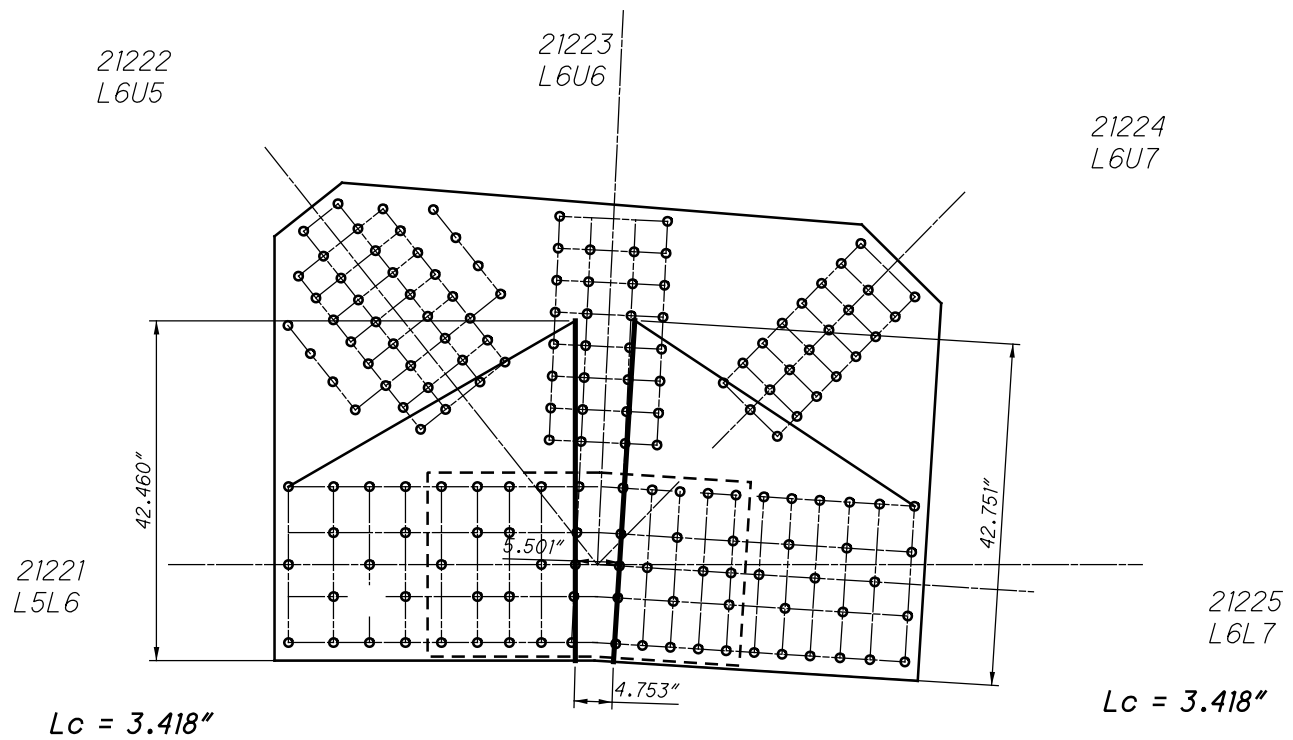 21223
L6U6
21222
L6U5
21224
L6U7
42.460"
42.751"
5.501"
21221
L5L6
21225
L6L7
4.753"
Lc = 3.418"
Lc = 3.418"